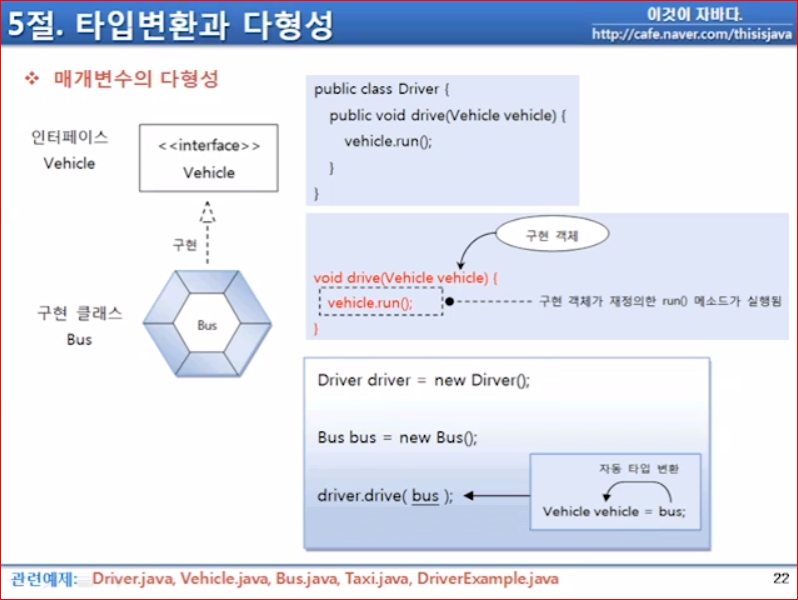 5절. 타입변환과 다형성
이것이 자바다.
http://cafe.naver.com/thisisjava
❖ 매개변수의 다형성
인터페이스
Vehicle
<<interface>>
Vehicle
구현
구현 클래스
Bus
Bus
public class Driver {
public void drive(Vehicle vehicle) {
vehicle.run();
}
}
구현 객체
void drive(Vehicle vehicle) {
vehicle.run();
구현 객체가 재정의한 run() 메소드가 실행됨
}
Driver driver = new Dirver();
Bus bus = new Bus();
driver.drive( bus );
자동 타입 변환
Vehicle vehicle = bus;
관련예제: Driver.java, Vehicle.java, Bus.java, Taxi.java, DriverExample.java
22